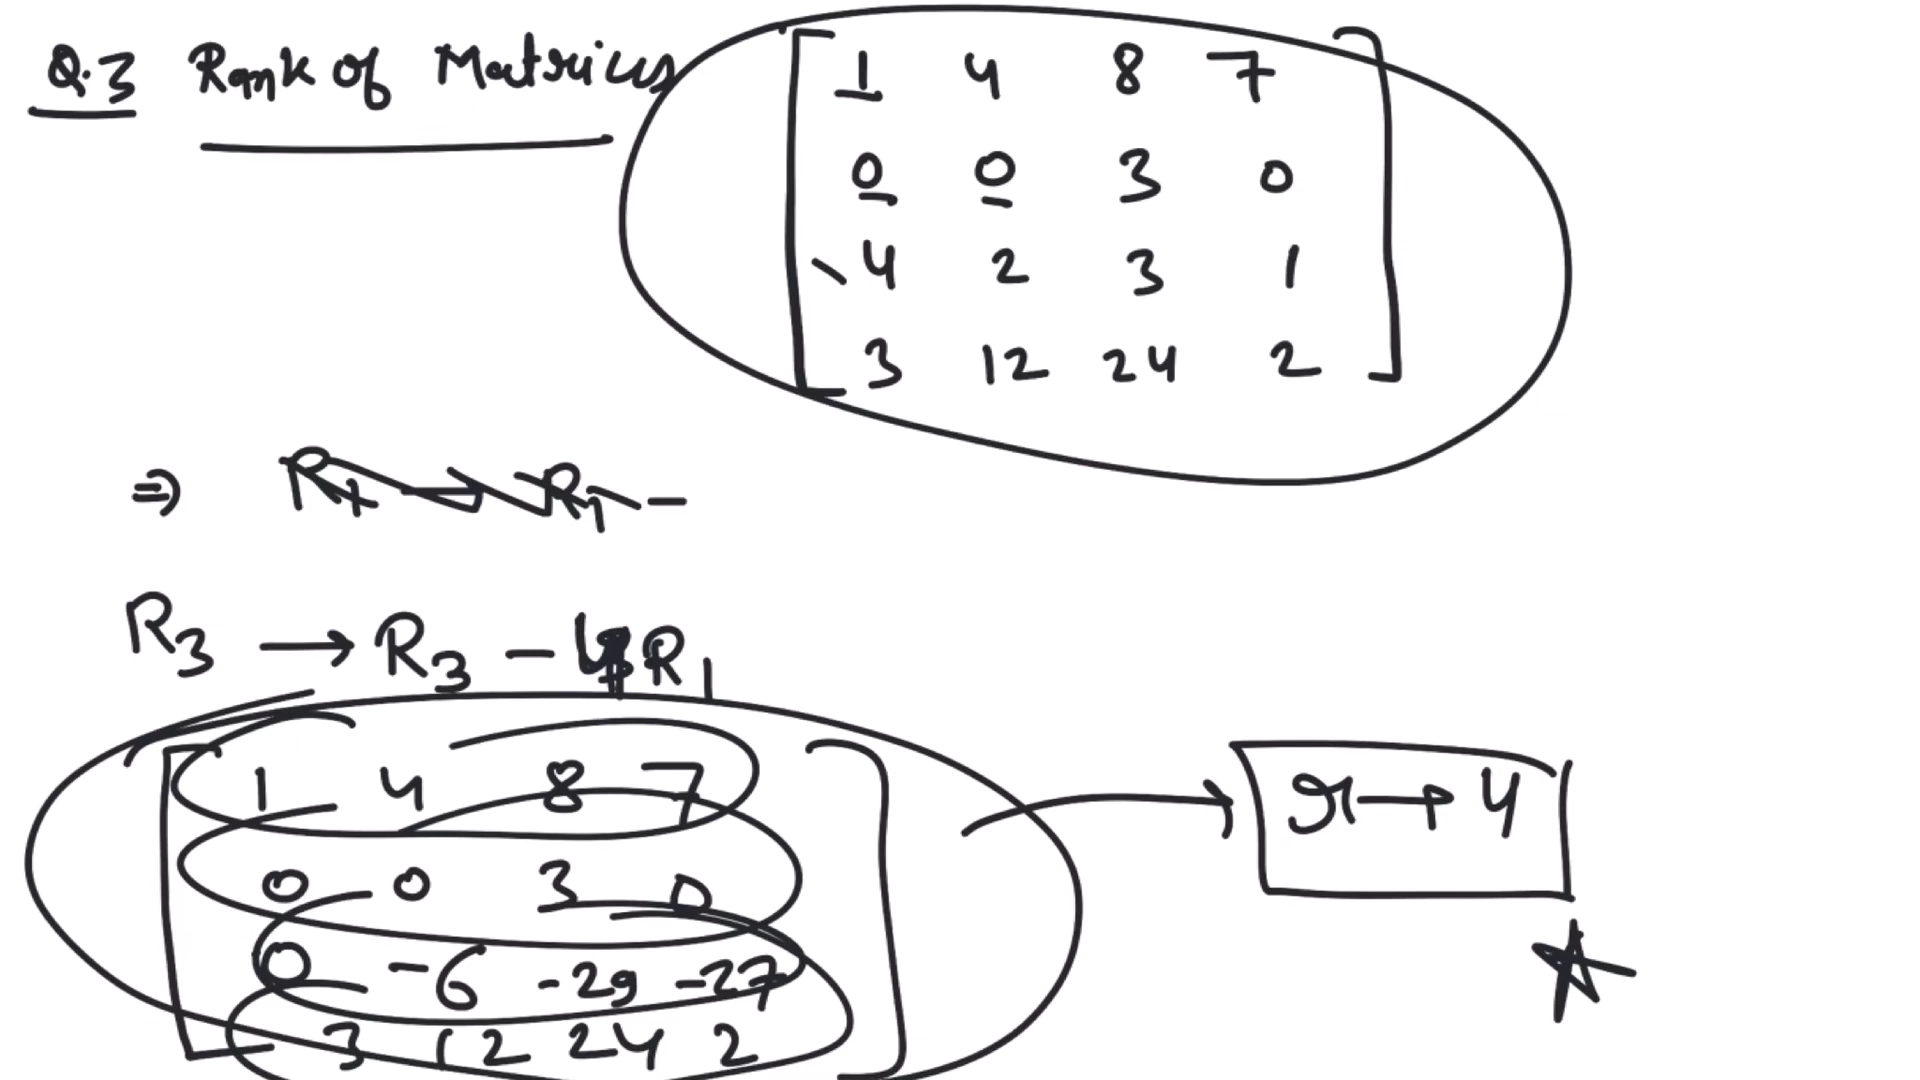 Q.3 Rank of Matrices
1 4 8 7
0 0 3 0
4 2 3 1
3 12 24 2
⇒ R1 → R1 -
R3 → R3 - 4R1
1 4 8 7
0 0 3 0
0 -6 -29 -27
3 12 24 2
r → 4